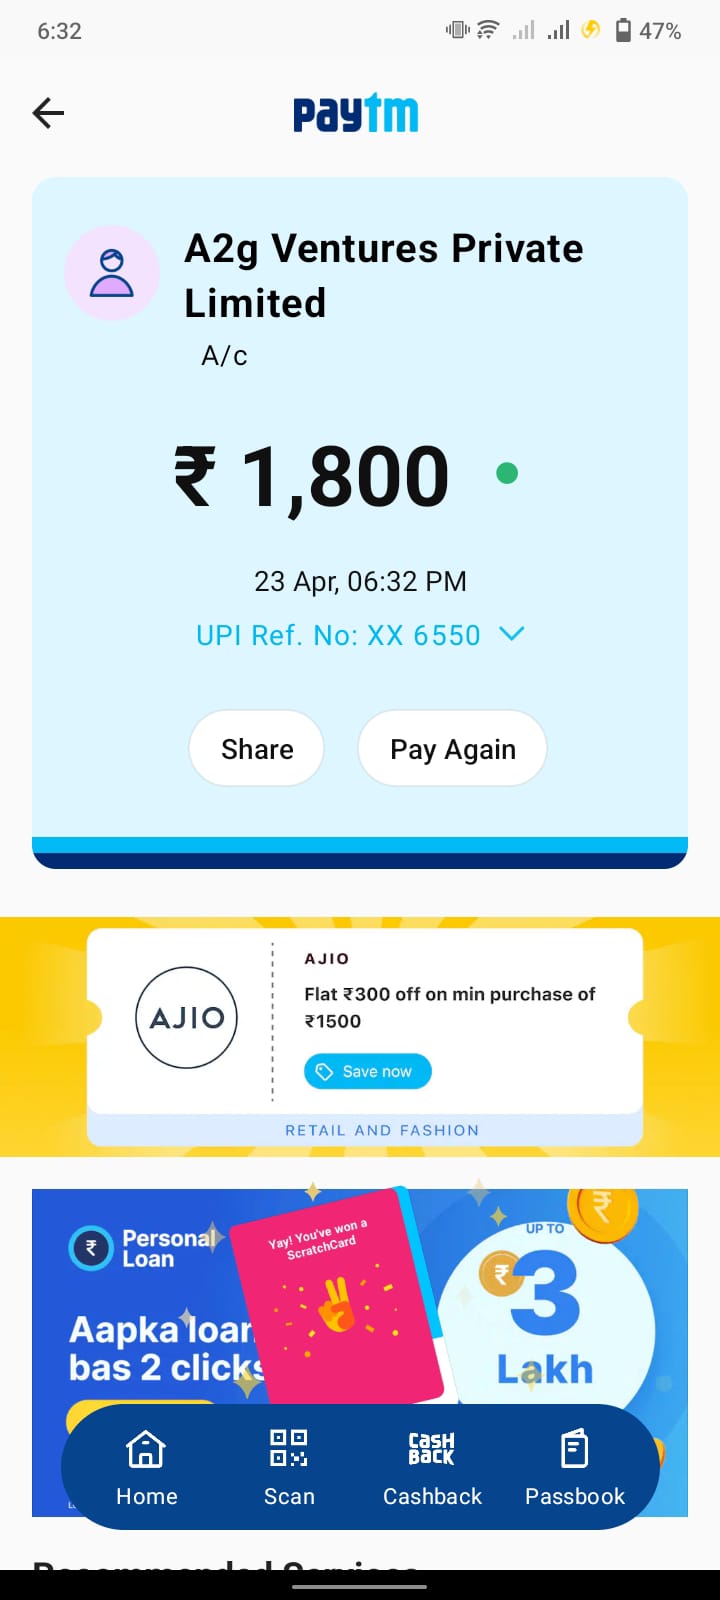 6:32
47%
paytm
A2g Ventures Private
Limited
A/c
₹ 1,800
23 Apr, 06:32 PM
UPI Ref. No: XX 6550
Share
Pay Again
AJIO
AJIO
Flat ₹300 off on min purchase of
₹1500
Save now
RETAIL AND FASHION
Personal
Loan
Aapka loan
bas 2 clicks
Yay! You've won a
ScratchCard
UP TO
3
Lakh
Home
Scan
CASH
BACK
Cashback
Passbook
Recommended Services